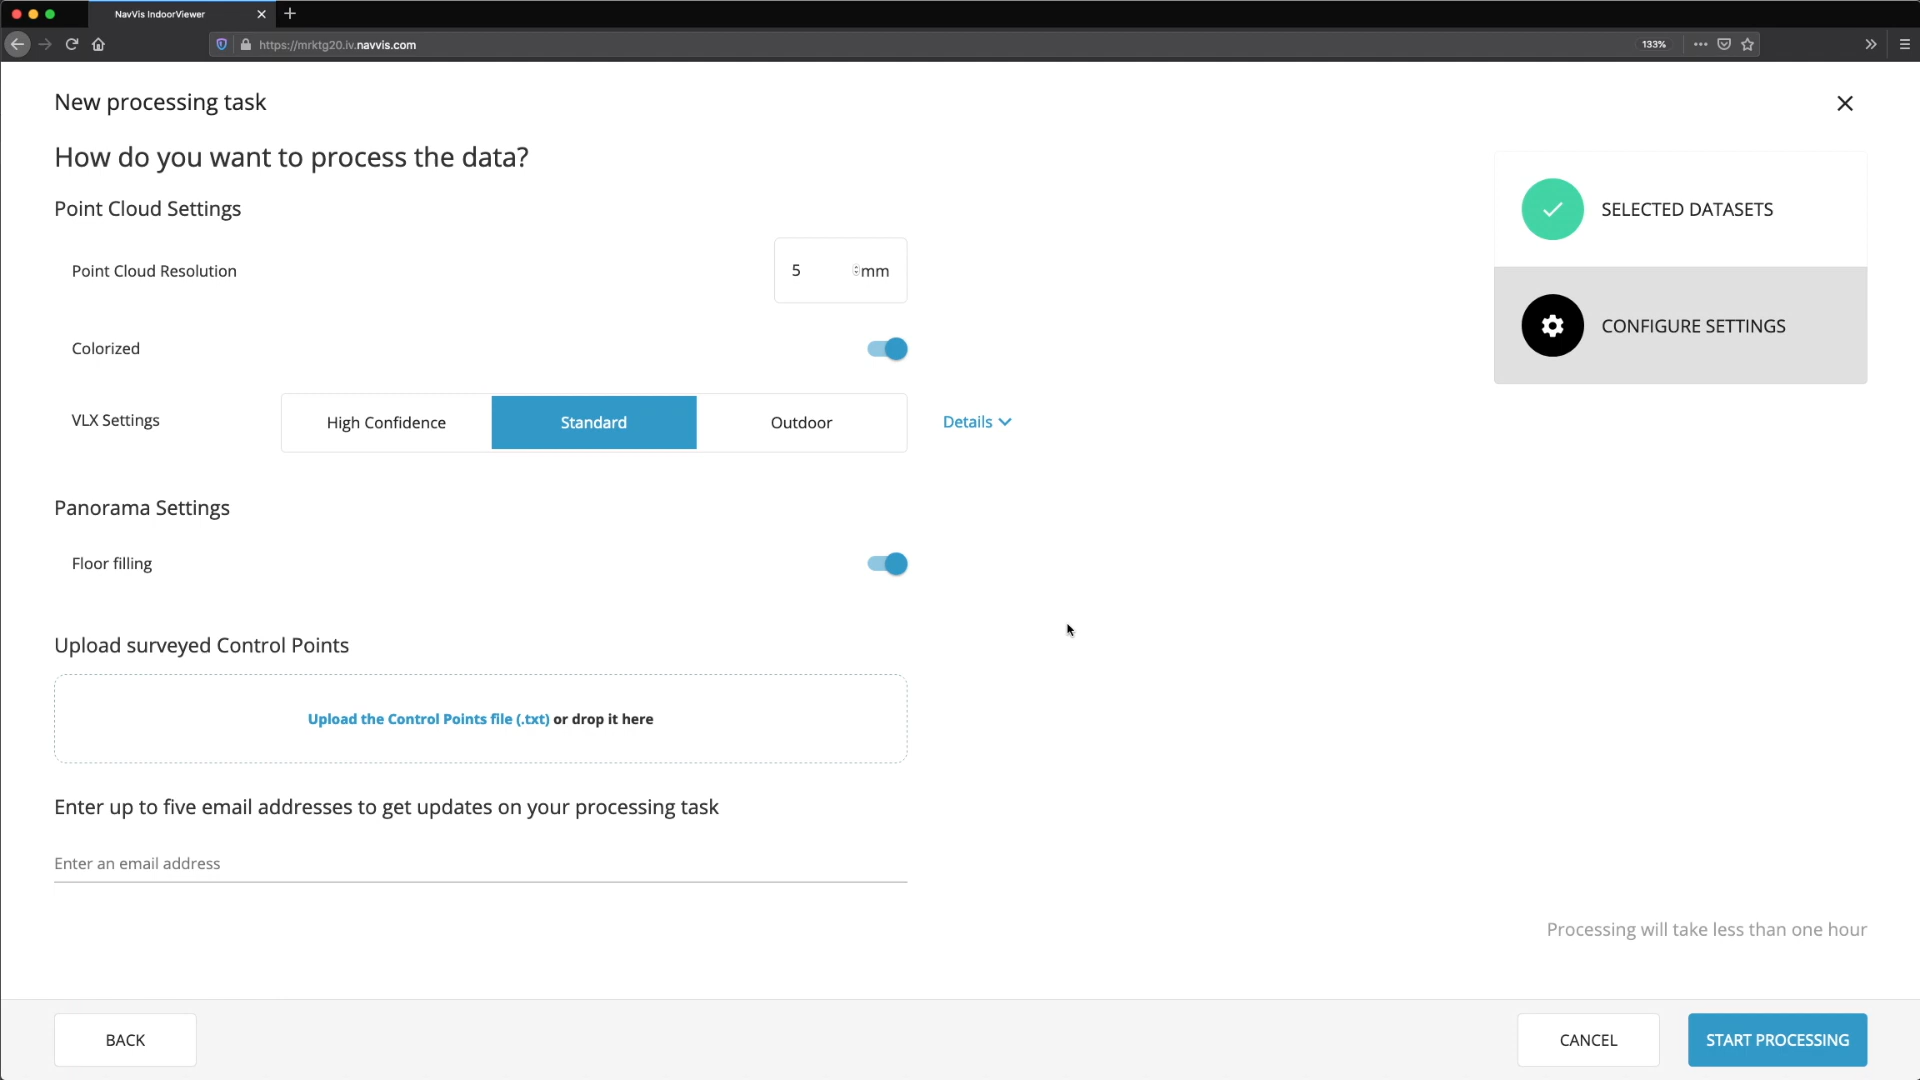 NavVis IndoorViewer
https://mrktg20.iv.navvis.com
133%
New processing task
How do you want to process the data?
Point Cloud Settings
Point Cloud Resolution
5 mm
Colorized
VLX Settings
High Confidence
Standard
Outdoor
Details
Panorama Settings
Floor filling
Upload surveyed Control Points
Upload the Control Points file (.txt) or drop it here
Enter up to five email addresses to get updates on your processing task
Enter an email address
SELECTED DATASETS
CONFIGURE SETTINGS
Processing will take less than one hour
BACK
CANCEL
START PROCESSING